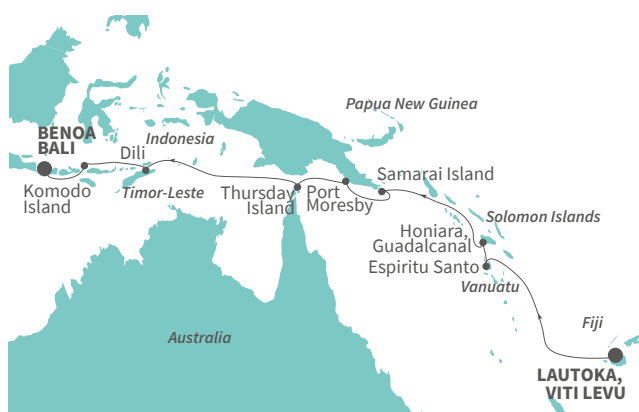 Papua New Guinea
BENOA
BALI
Dili
Indonesia
Komodo
Island
Timor-Leste
Thursday
Island
Port
Moresby
Samarai Island
Solomon Islands
Honiara,
Guadalcanal
Espiritu Santo
Vanuatu
Fiji
Australia
LAUTOKA,
VITI LEVU